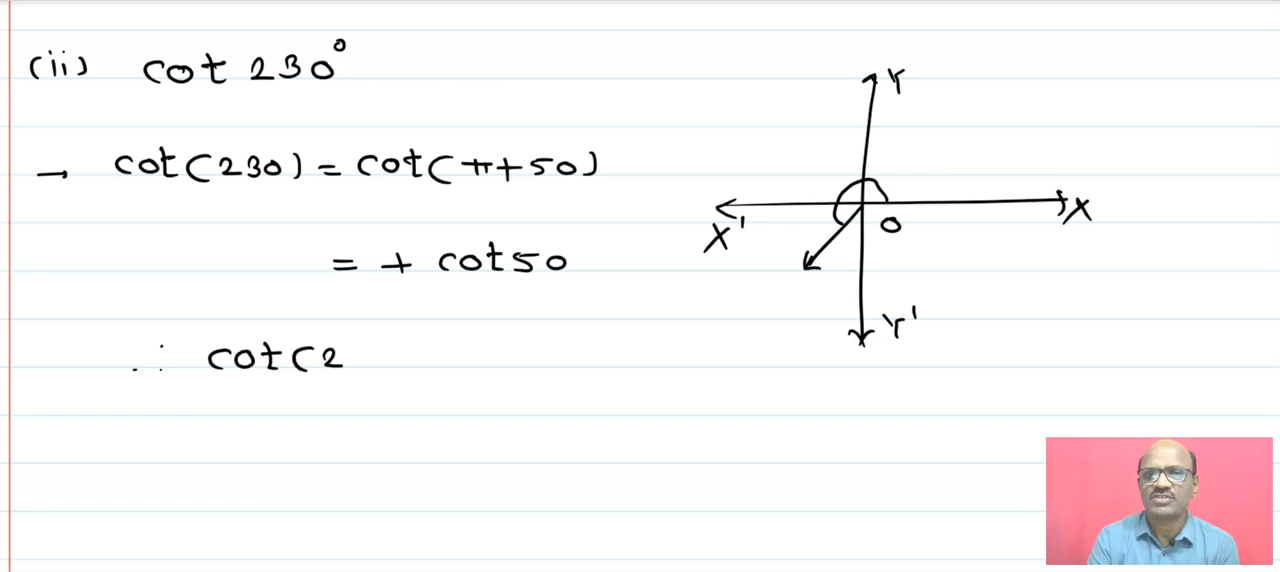 (ii) cot 230°
→ cot(230) = cot(π+50)
= + cot50
∴ cot(2
Y
X
X'
O
Y'